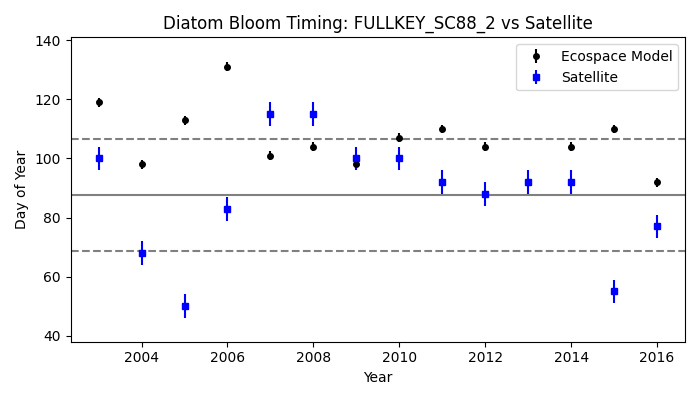 Diatom Bloom Timing: FULLKEY_SC88_2 vs Satellite
140
120
100
80
60
40
Day of Year
Ecospace Model
Satellite
2004 2006 2008 2010 2012 2014 2016
Year